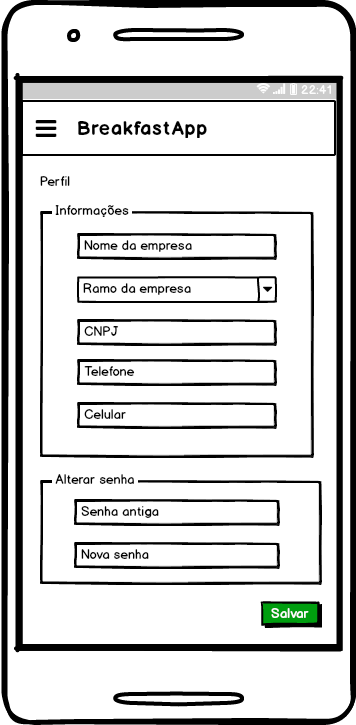 22:41
BreakfastApp
Perfil
Informações
Nome da empresa
Ramo da empresa
CNPJ
Telefone
Celular
Alterar senha
Senha antiga
Nova senha
Salvar